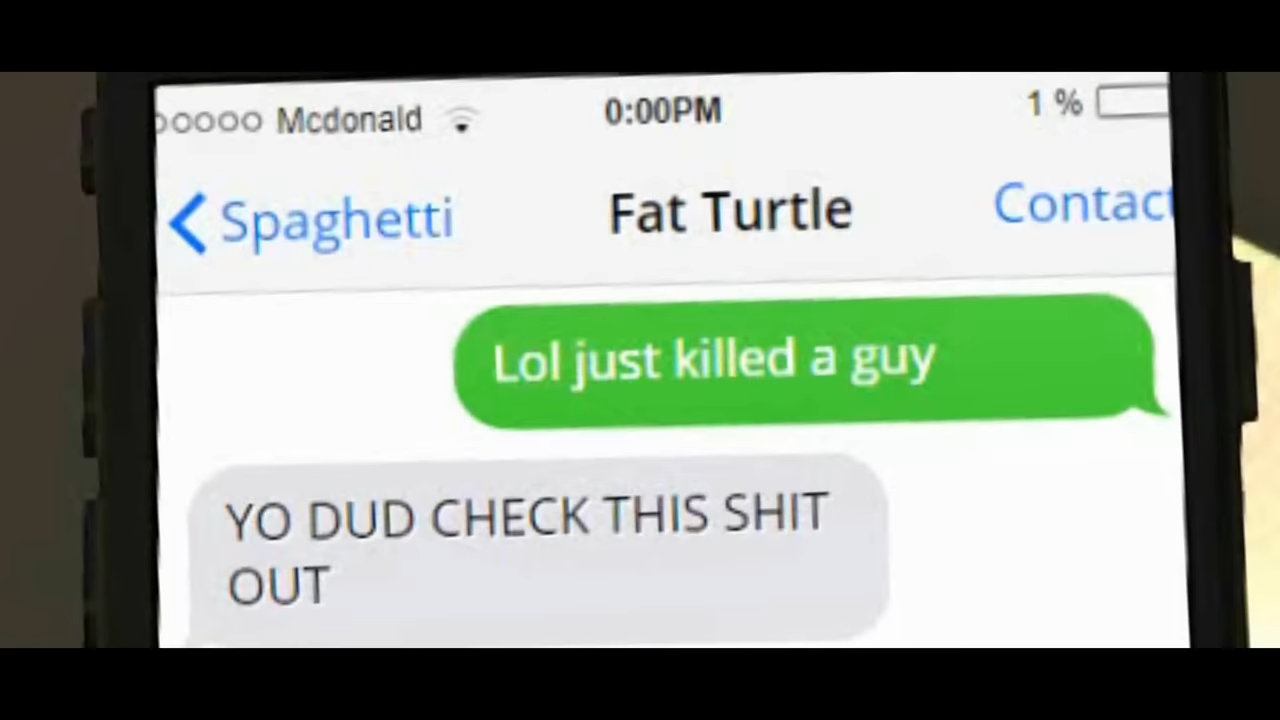 ooooo Mcdonald 0:00PM 1 %
Spaghetti Fat Turtle Contact
Lol just killed a guy
YO DUD CHECK THIS SHIT
OUT